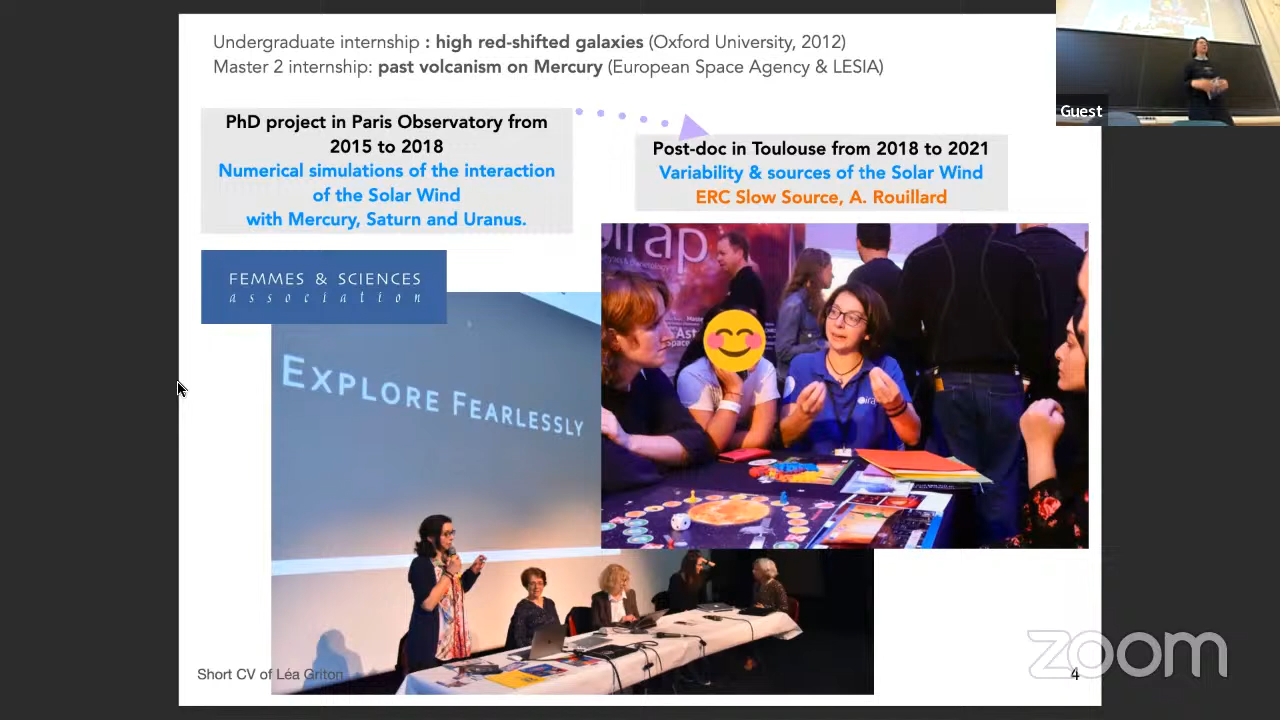 Undergraduate internship : high red-shifted galaxies (Oxford University, 2012)
Master 2 internship: past volcanism on Mercury (European Space Agency & LESIA)
Guest
PhD project in Paris Observatory from
2015 to 2018
Numerical simulations of the interaction
of the Solar Wind
with Mercury, Saturn and Uranus.
Post-doc in Toulouse from 2018 to 2021
Variability & sources of the Solar Wind
ERC Slow Source, A. Rouillard
FEMMES & SCIENCES
association
irap
EXPLORE FEARLESSLY
irap
Short CV of Léa Griton
4
zoom